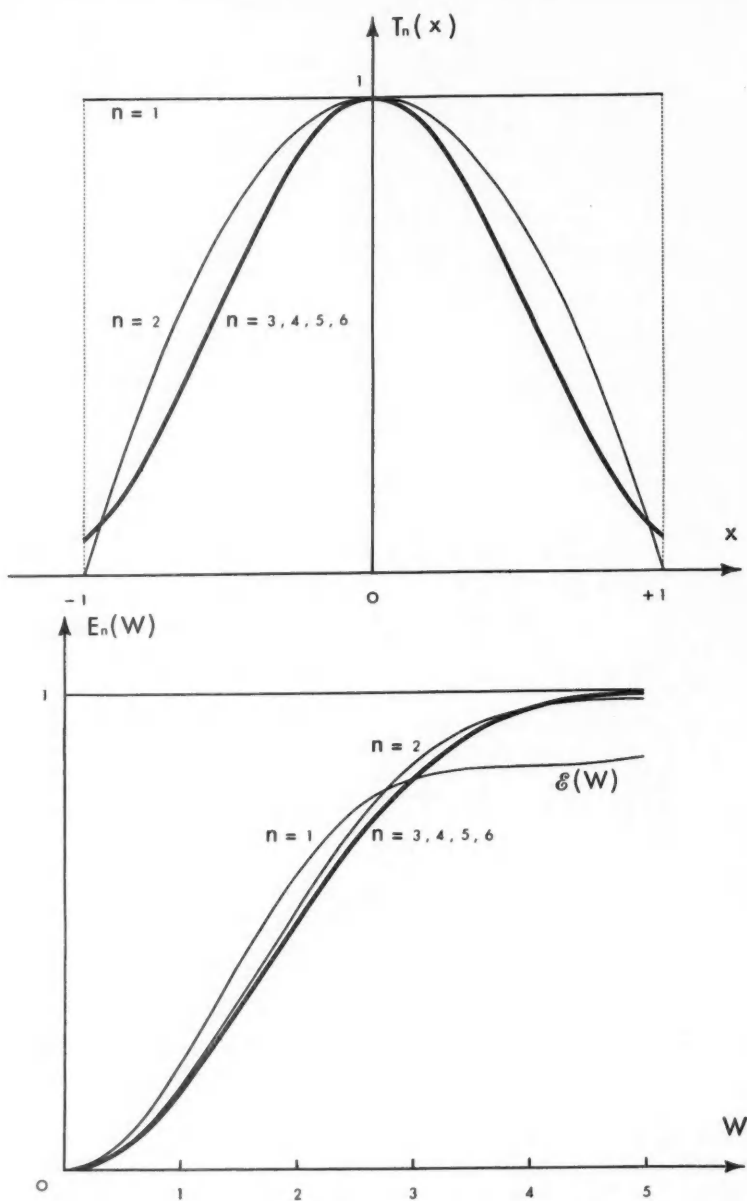 Tn(x)
1
n = 1
n = 2
n = 3, 4, 5, 6
x
-1
0
+1
En(W)
1
n = 2
ℰ(W)
n = 1
n = 3, 4, 5, 6
W
0
1
2
3
4
5